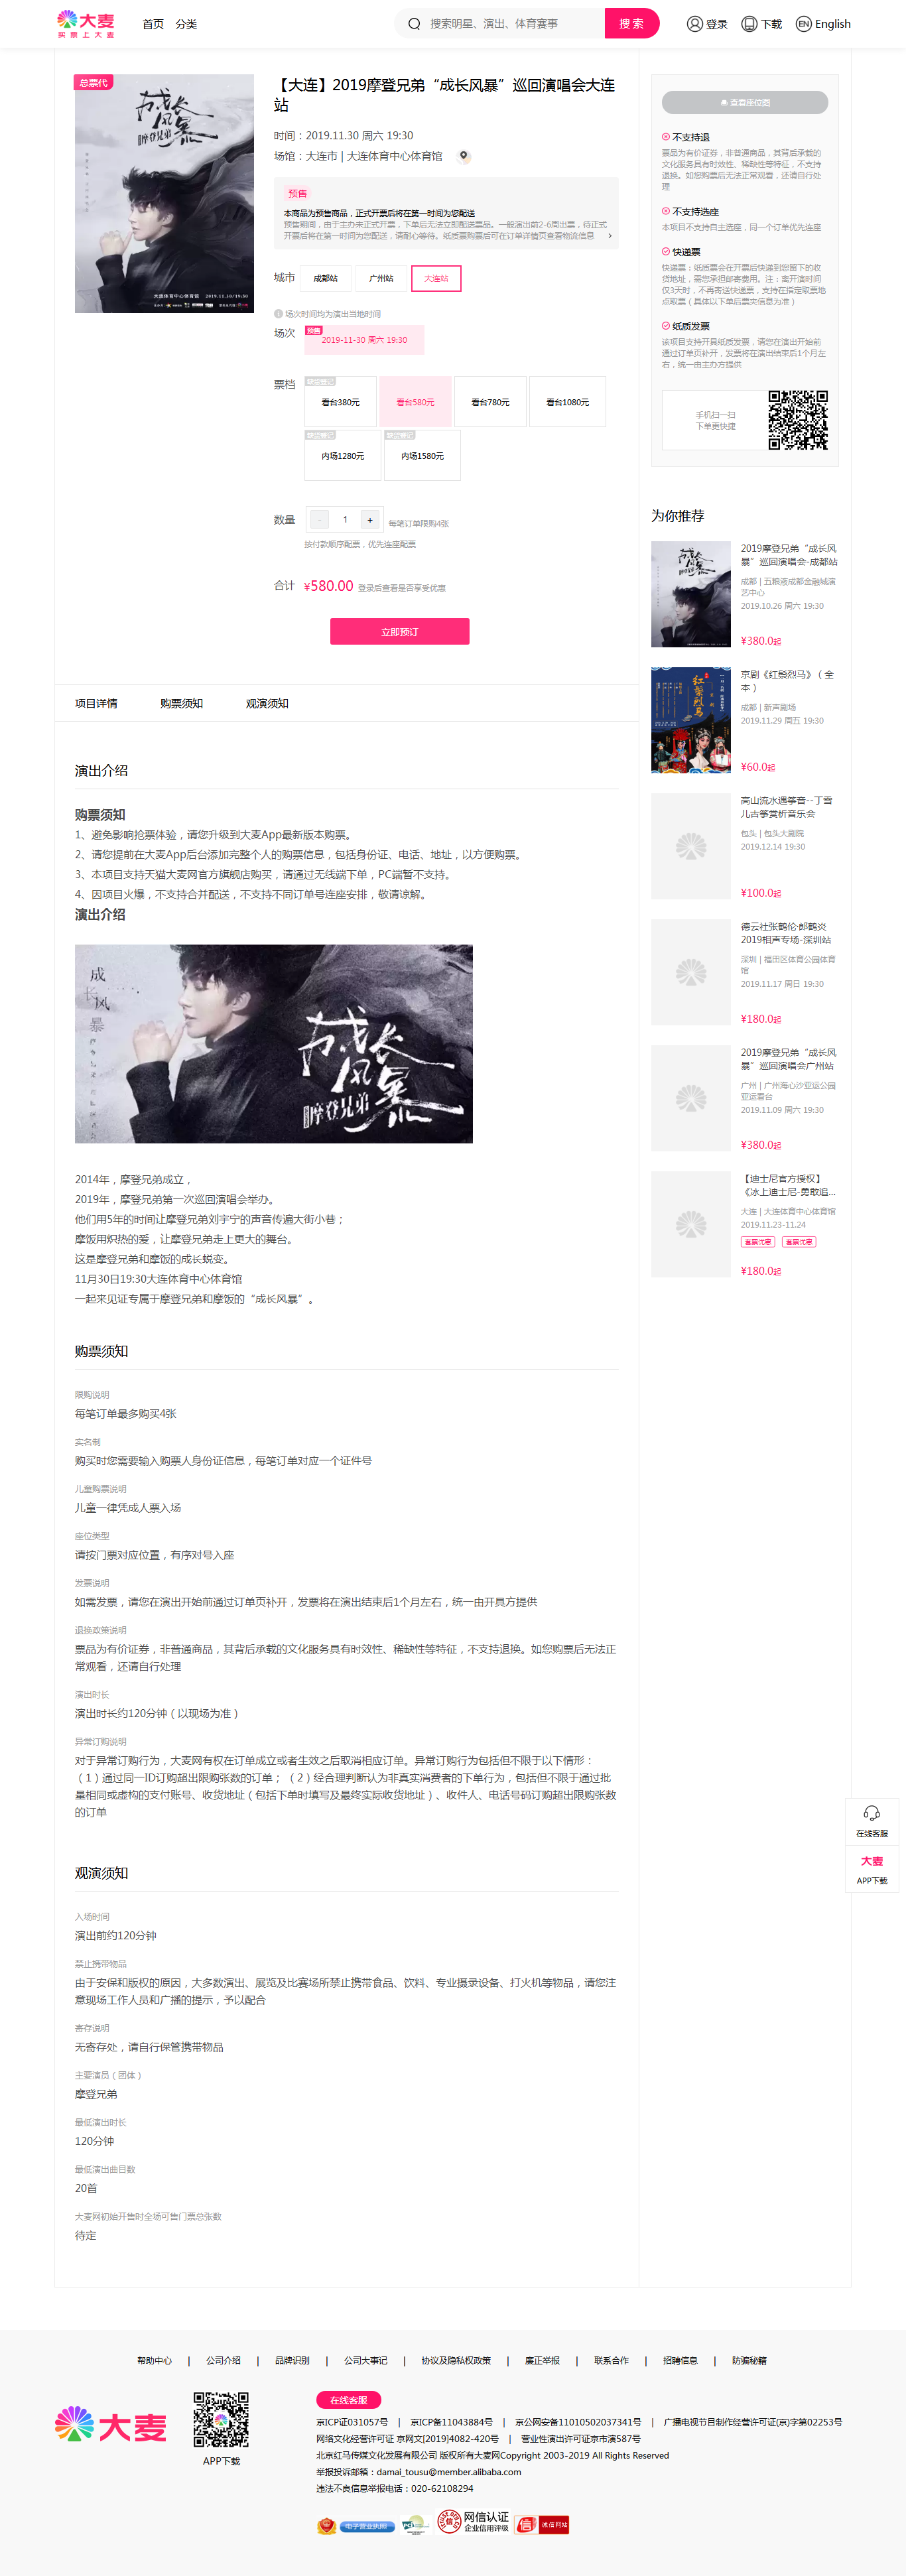 大麦
买票上大麦
首页
分类
搜索明星、演出、体育赛事
搜索
登录
下载
EN English
总票代
【大连】2019摩登兄弟“成长风暴”巡回演唱会大连
站
时间：2019.11.30 周六 19:30
场馆：大连市 | 大连体育中心体育馆
预售
本商品为预售商品，正式开票后将在第一时间为您配送
预售期间，由于主办未正式开票，下单后无法立即配送票品。一般演出前2-6周出票，待正式
开票后将在第一时间为您配送，请耐心等待。纸质票购票后可在订单详情页查看物流信息
城市
成都站
广州站
大连站
场次时间均为演出当地时间
场次
预售
2019-11-30 周六 19:30
票档
缺货登记
看台380元
看台580元
看台780元
看台1080元
缺货登记
内场1280元
缺货登记
内场1580元
数量
- 1 +
每笔订单限购4张
按付款顺序配票，优先连座配票
合计
¥580.00 登录后查看是否享受优惠
立即预订
查看座位图
不支持退
票品为有价证券，非普通商品，其背后承载的
文化服务具有时效性、稀缺性等特征，不支持
退换。如您购票后无法正常观看，还请自行处
理
不支持选座
本项目不支持自主选座，同一个订单优先连座
快递票
快递票：纸质票会在开票后快递到您留下的收
货地址，需您承担邮寄费用。注：离开演时间
仅3天时，不再寄送快递票，支持在指定取票地
点取票（具体以下单后票夹信息为准）
纸质发票
该项目支持开具纸质发票，请您在演出开始前
通过订单页补开，发票将在演出结束后1个月左
右，统一由主办方提供
手机扫一扫
下单更快捷
为你推荐
2019摩登兄弟“成长风
暴”巡回演唱会-成都站
成都 | 五粮液成都金融城演
艺中心
2019.10.26 周六 19:30
¥380.0起
京剧《红鬃烈马》（全
本）
成都 | 新声剧场
2019.11.29 周五 19:30
¥60.0起
高山流水遇筝音--丁雪
儿古筝赏析音乐会
包头 | 包头大剧院
2019.12.14 19:30
¥100.0起
德云社张鹤伦·郎鹤炎
2019相声专场-深圳站
深圳 | 福田区体育公园体育
馆
2019.11.17 周日 19:30
¥180.0起
2019摩登兄弟“成长风
暴”巡回演唱会广州站
广州 | 广州海心沙亚运公园
亚运看台
2019.11.09 周六 19:30
¥380.0起
【迪士尼官方授权】
《冰上迪士尼-勇敢追...
大连 | 大连体育中心体育馆
2019.11.23-11.24
¥180.0起
项目详情
购票须知
观演须知
演出介绍
购票须知
1、避免影响抢票体验，请您升级到大麦App最新版本购票。
2、请您提前在大麦App后台添加完整个人的购票信息，包括身份证、电话、地址，以方便购票。
3、本项目支持天猫大麦网官方旗舰店购买，请通过无线端下单，PC端暂不支持。
4、因项目火爆，不支持合并配送，不支持不同订单号连座安排，敬请谅解。
演出介绍
成长风暴
摩登兄弟
2014年，摩登兄弟成立，
2019年，摩登兄弟第一次巡回演唱会举办。
他们用5年的时间让摩登兄弟刘宇宁的声音传遍大街小巷；
摩饭用炽热的爱，让摩登兄弟走上更大的舞台。
这是摩登兄弟和摩饭的成长蜕变。
11月30日19:30大连体育中心体育馆
一起来见证专属于摩登兄弟和摩饭的“成长风暴”。
购票须知
限购说明
每笔订单最多购买4张
实名制
购买时您需要输入购票人身份证信息，每笔订单对应一个证件号
儿童购票说明
儿童一律凭成人票入场
座位类型
请按门票对应位置，有序对号入座
发票说明
如需发票，请您在演出开始前通过订单页补开，发票将在演出结束后1个月左右，统一由开具方提供
退换政策说明
票品为有价证券，非普通商品，其背后承载的文化服务具有时效性、稀缺性等特征，不支持退换。如您购票后无法正
常观看，还请自行处理
演出时长
演出时长约120分钟（以现场为准）
异常订购说明
对于异常订购行为，大麦网有权在订单成立或者生效之后取消相应订单。异常订购行为包括但不限于以下情形：
（1）通过同一ID订购超出限购张数的订单；（2）经合理判断认为非真实消费者的下单行为，包括但不限于通过批
量相同或虚构的支付账号、收货地址（包括下单时填写及最终实际收货地址）、收件人、电话号码订购超出限购张数
的订单
在线客服
大麦
APP下载
观演须知
入场时间
演出前约120分钟
禁止携带物品
由于安保和版权的原因，大多数演出、展览及比赛场所禁止携带食品、饮料、专业摄录设备、打火机等物品，请您注
意现场工作人员和广播的提示，予以配合
寄存说明
无寄存处，请自行保管携带物品
主要演员（团体）
摩登兄弟
最低演出时长
120分钟
最低演出曲目数
20首
大麦网初始开售时全场可售门票总张数
待定
帮助中心 | 公司介绍 | 品牌识别 | 公司大事记 | 协议及隐私权政策 | 廉正举报 | 联系合作 | 招聘信息 | 防骗秘籍
大麦
APP下载
在线客服
京ICP证031057号 | 京ICP备11043884号 | 京公网安备11010502037341号 | 广播电视节目制作经营许可证(京)字第02253号
网络文化经营许可证 京网文[2019]4082-420号 | 营业性演出许可证京市演587号
北京红马传媒文化发展有限公司 版权所有大麦网Copyright 2003-2019 All Rights Reserved
举报投诉邮箱：damai_tousu@member.alibaba.com
违法不良信息举报电话：020-62108294
电子营业执照
网信认证
企业信用评级
诚信网站